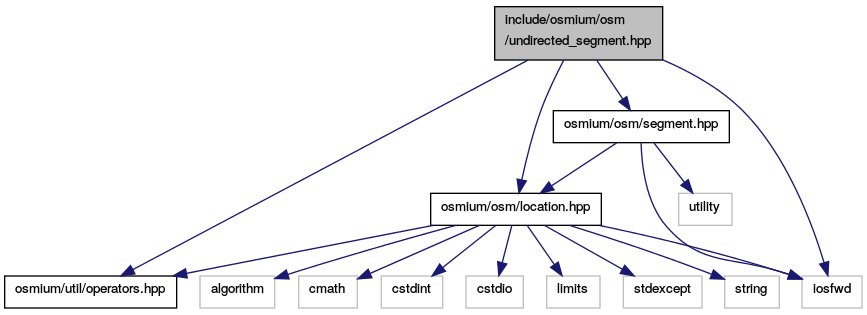 include/osmium/osm
/undirected_segment.hpp
osmium/osm/segment.hpp
osmium/osm/location.hpp
utility
osmium/util/operators.hpp
algorithm
cmath
cstdint
cstdio
limits
stdexcept
string
iosfwd